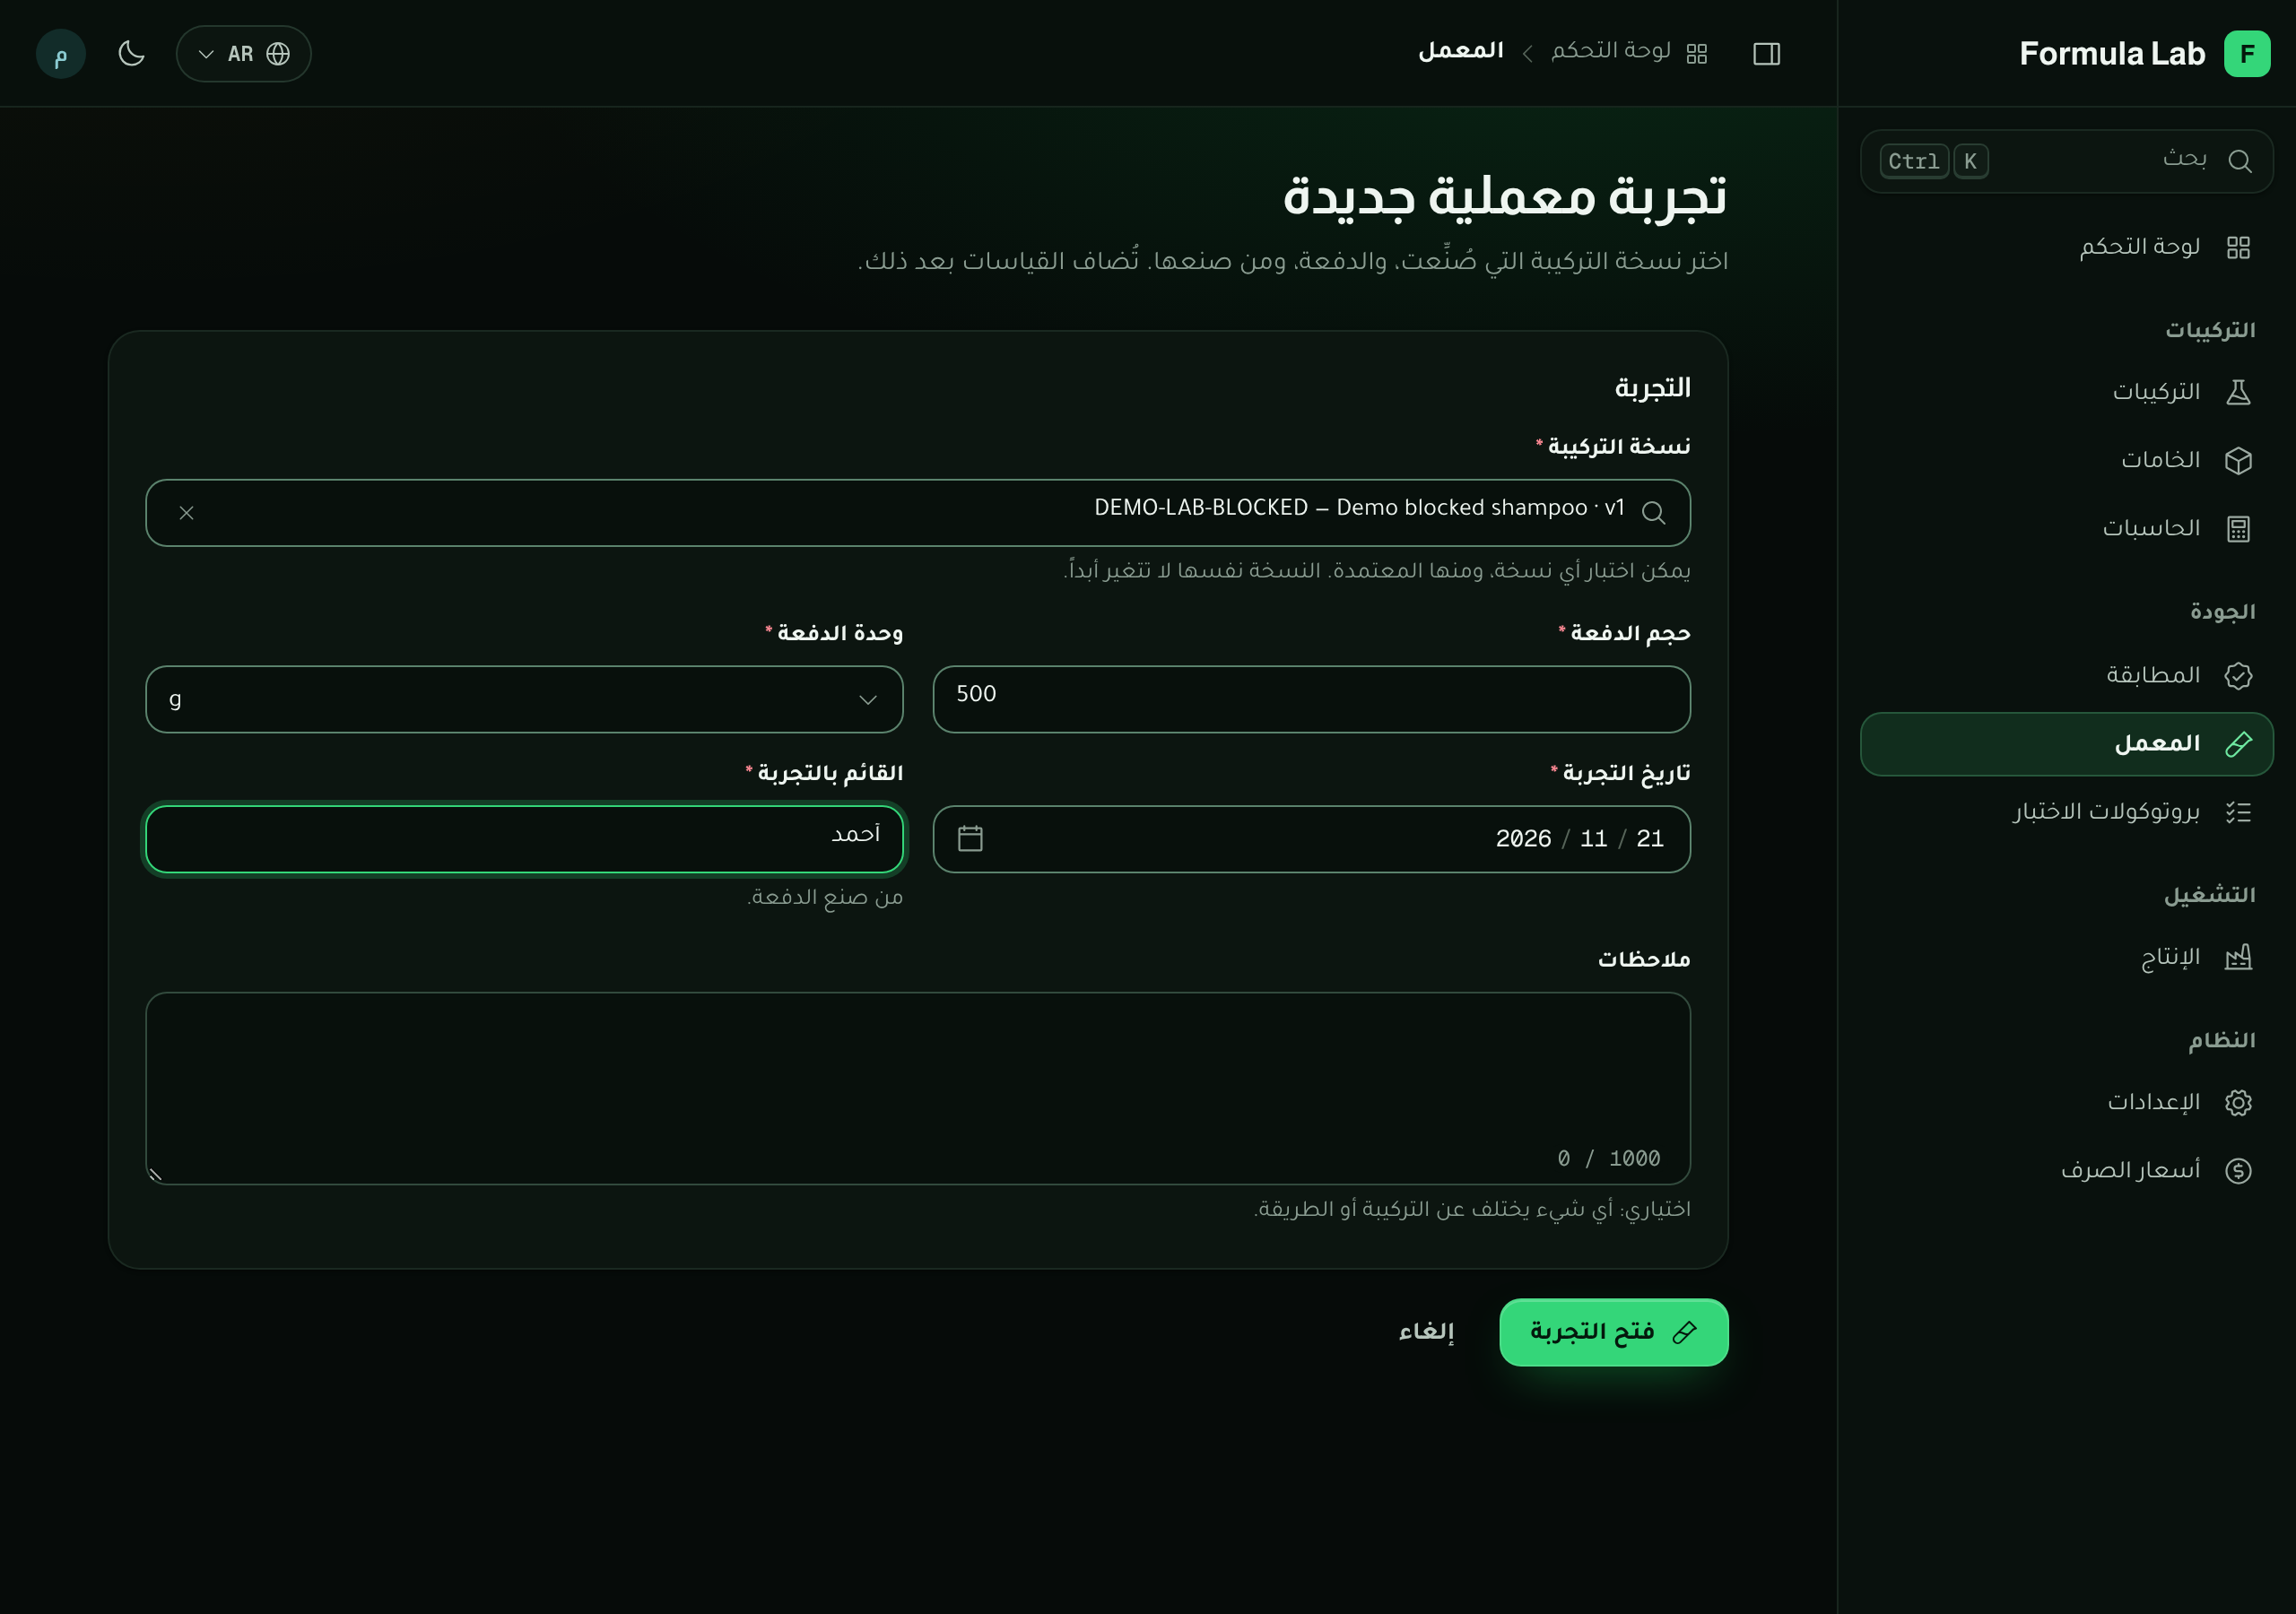 F Formula Lab
لوحة التحكم
المعمل
AR
م
بحث
Ctrl K
لوحة التحكم
التركيبات
التركيبات
الخامات
الحاسبات
الجودة
المطابقة
المعمل
بروتوكولات الاختبار
التشغيل
الإنتاج
النظام
الإعدادات
أسعار الصرف
تجربة معملية جديدة
اختر نسخة التركيبة التي صُنِّعت، والدفعة، ومن صنعها. تُضاف القياسات بعد ذلك.
التجربة
نسخة التركيبة *
DEMO-LAB-BLOCKED — Demo blocked shampoo · v1
يمكن اختبار أي نسخة، ومنها المعتمدة. النسخة نفسها لا تتغير أبداً.
حجم الدفعة *
500
وحدة الدفعة *
g
تاريخ التجربة *
21 / 11 / 2026
القائم بالتجربة *
أحمد
من صنع الدفعة.
ملاحظات
0 / 1000
اختياري: أي شيء يختلف عن التركيبة أو الطريقة.
فتح التجربة
إلغاء